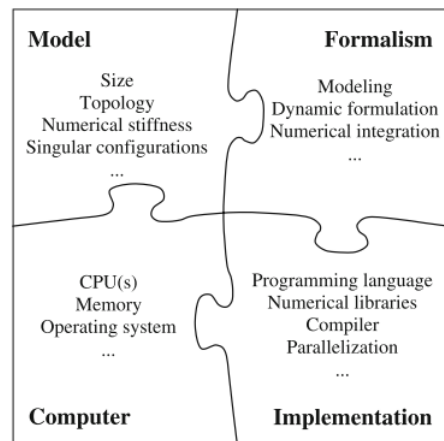 Model
Size
Topology
Numerical stiffness
Singular configurations
...
Formalism
Modeling
Dynamic formulation
Numerical integration
...
CPU(s)
Memory
Operating system
...
Computer
Programming language
Numerical libraries
Compiler
Parallelization
...
Implementation